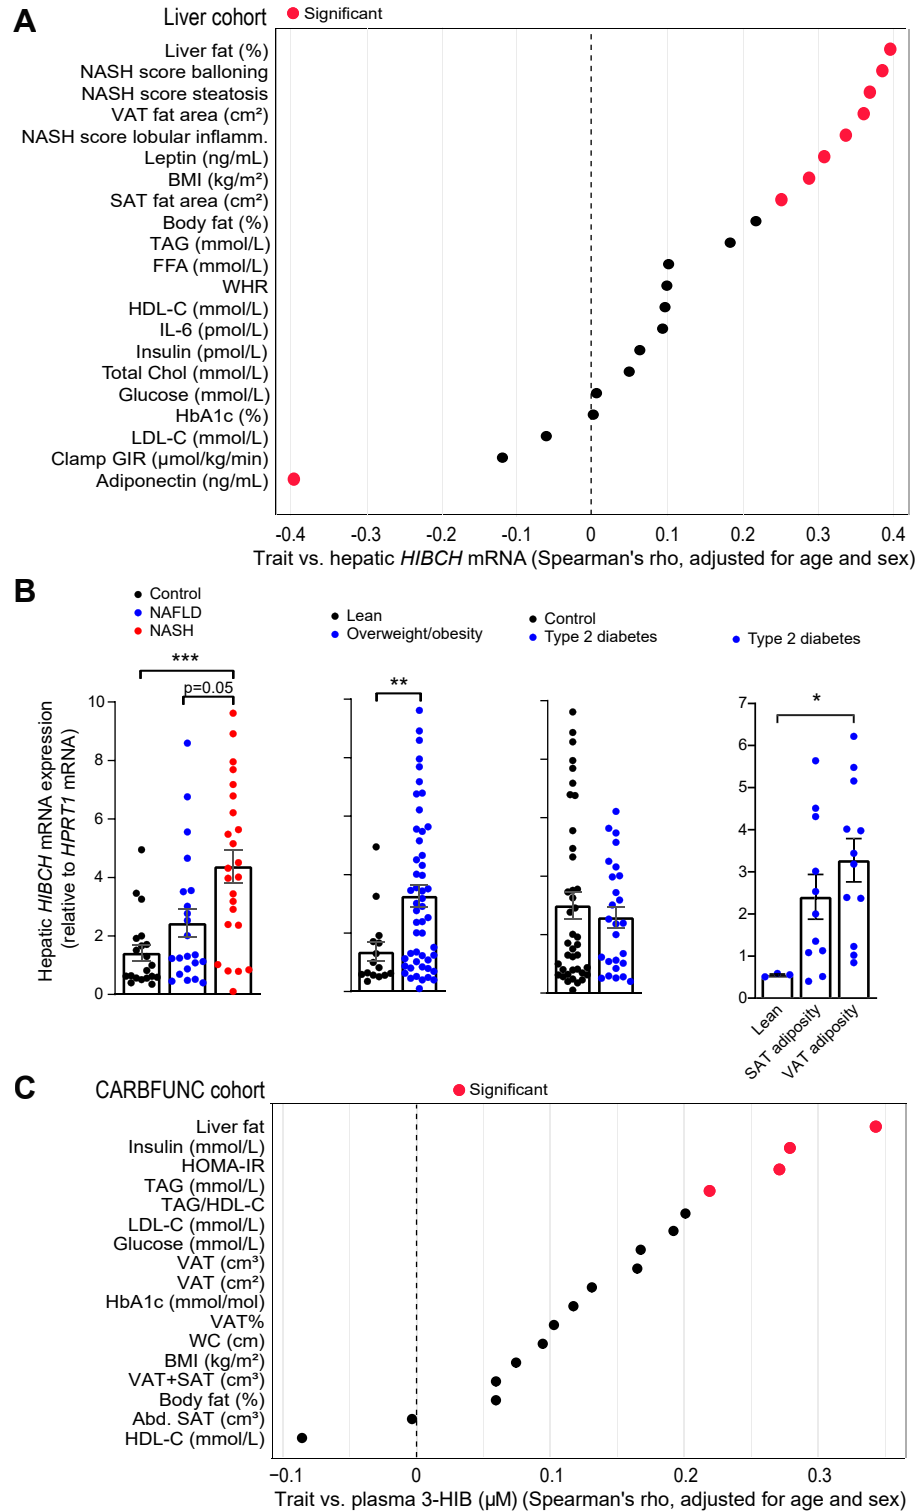 A
Liver cohort
Significant
Liver fat (%)
NASH score balloning
NASH score steatosis
VAT fat area (cm²)
NASH score lobular inflamm.
Leptin (ng/mL)
BMI (kg/m²)
SAT fat area (cm²)
Body fat (%)
TAG (mmol/L)
FFA (mmol/L)
WHR
HDL-C (mmol/L)
IL-6 (pmol/L)
Insulin (pmol/L)
Total Chol (mmol/L)
Glucose (mmol/L)
HbA1c (%)
LDL-C (mmol/L)
Clamp GIR (µmol/kg/min)
Adiponectin (ng/mL)
-0.4 -0.3 -0.2 -0.1 0 0.1 0.2 0.3 0.4
Trait vs. hepatic HIBCH mRNA (Spearman's rho, adjusted for age and sex)
B
Control
NAFLD
NASH
***
p=0.05
Hepatic HIBCH mRNA expression
(relative to HPRT1 mRNA)
10
8
6
4
2
0
Lean
Overweight/obesity
**
Control
Type 2 diabetes
Type 2 diabetes
*
7
6
5
4
3
2
1
0
Lean
SAT adiposity
VAT adiposity
C
CARBFUNC cohort
Significant
Liver fat
Insulin (mmol/L)
HOMA-IR
TAG (mmol/L)
TAG/HDL-C
LDL-C (mmol/L)
Glucose (mmol/L)
VAT (cm³)
VAT (cm²)
HbA1c (mmol/mol)
VAT%
WC (cm)
BMI (kg/m²)
VAT+SAT (cm³)
Body fat (%)
Abd. SAT (cm³)
HDL-C (mmol/L)
−0.1 0 0.1 0.2 0.3
Trait vs. plasma 3-HIB (µM) (Spearman's rho, adjusted for age and sex)